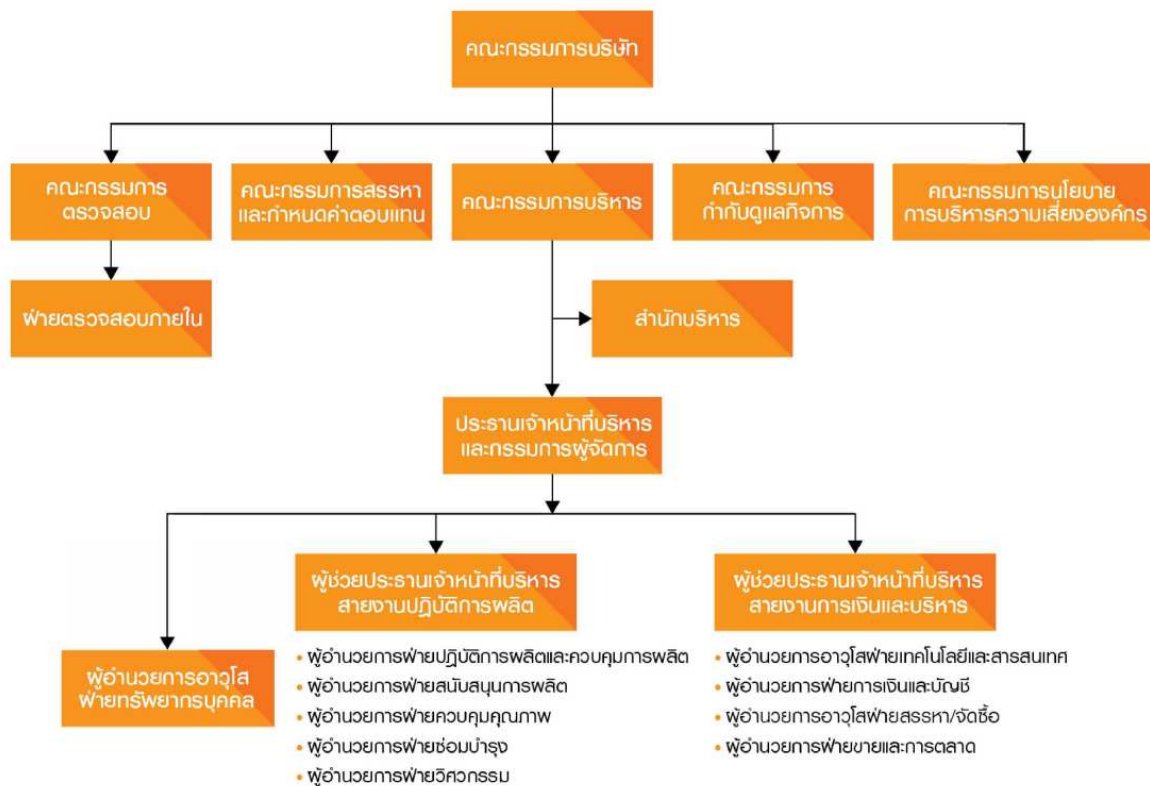 คณะกรรมการบริษัท
คณะกรรมการ
ตรวจสอบ
คณะกรรมการสรรหา
และกำหนดค่าตอบแทน
คณะกรรมการบริหาร
คณะกรรมการ
กำกับดูแลกิจการ
คณะกรรมการนโยบาย
การบริหารความเสี่ยงองค์กร
ฝ่ายตรวจสอบภายใน
สำนักบริหาร
ประธานเจ้าหน้าที่บริหาร
และกรรมการผู้จัดการ
ผู้อำนวยการอาวุโส
ฝ่ายทรัพยากรบุคคล
ผู้ช่วยประธานเจ้าหน้าที่บริหาร
สายงานปฏิบัติการผลิต
• ผู้อำนวยการฝ่ายปฏิบัติการผลิตและควบคุมการผลิต
• ผู้อำนวยการฝ่ายสนับสนุนการผลิต
• ผู้อำนวยการฝ่ายควบคุมคุณภาพ
• ผู้อำนวยการฝ่ายซ่อมบำรุง
• ผู้อำนวยการฝ่ายวิศวกรรม
ผู้ช่วยประธานเจ้าหน้าที่บริหาร
สายงานการเงินและบริหาร
• ผู้อำนวยการอาวุโสฝ่ายเทคโนโลยีและสารสนเทศ
• ผู้อำนวยการฝ่ายการเงินและบัญชี
• ผู้อำนวยการอาวุโสฝ่ายสรรหา/จัดซื้อ
• ผู้อำนวยการฝ่ายขายและการตลาด